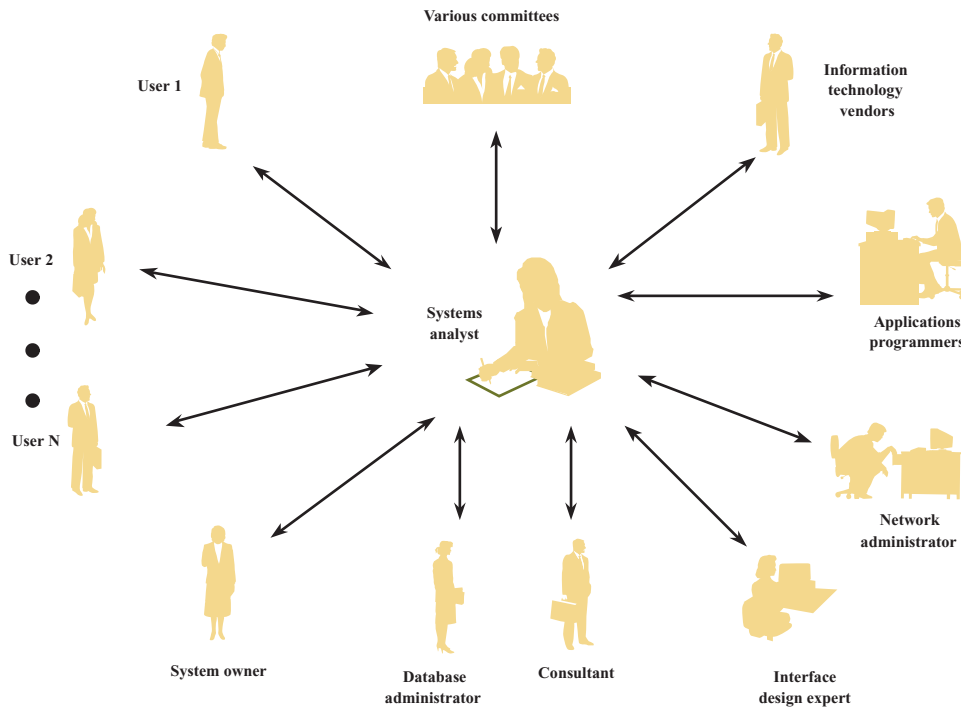 Various committees
User 1
Information
technology
vendors
User 2
Systems
analyst
Applications
programmers
User N
Network
administrator
System owner
Database
administrator
Consultant
Interface
design expert